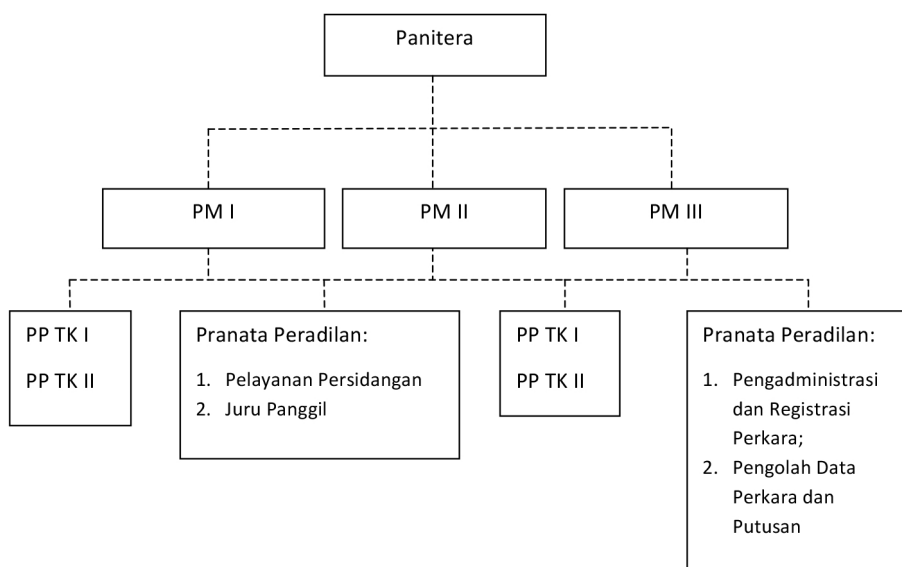 Panitera
PM I
PM II
PM III
PP TK I
PP TK II
Pranata Peradilan:
1. Pelayanan Persidangan
2. Juru Panggil
PP TK I
PP TK II
Pranata Peradilan:
1. Pengadministrasi
dan Registrasi
Perkara;
2. Pengolah Data
Perkara dan
Putusan